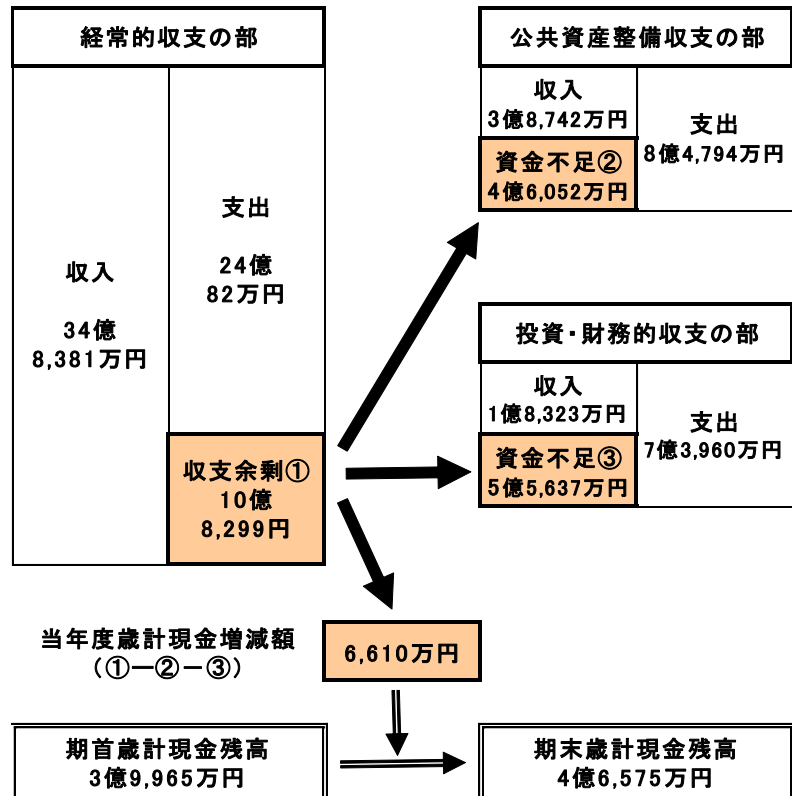 経常的収支の部
収入
34億
8,381万円
支出
24億
82万円
収支余剰①
10億
8,299円
公共資産整備収支の部
収入
3億8,742万円
資金不足②
4億6,052万円
支出
8億4,794万円
投資・財務的収支の部
収入
1億8,323万円
資金不足③
5億5,637万円
支出
7億3,960万円
当年度歳計現金増減額
(①ー②－③)
6,610万円
期首歳計現金残高
3億9,965万円
期末歳計現金残高
4億6,575万円